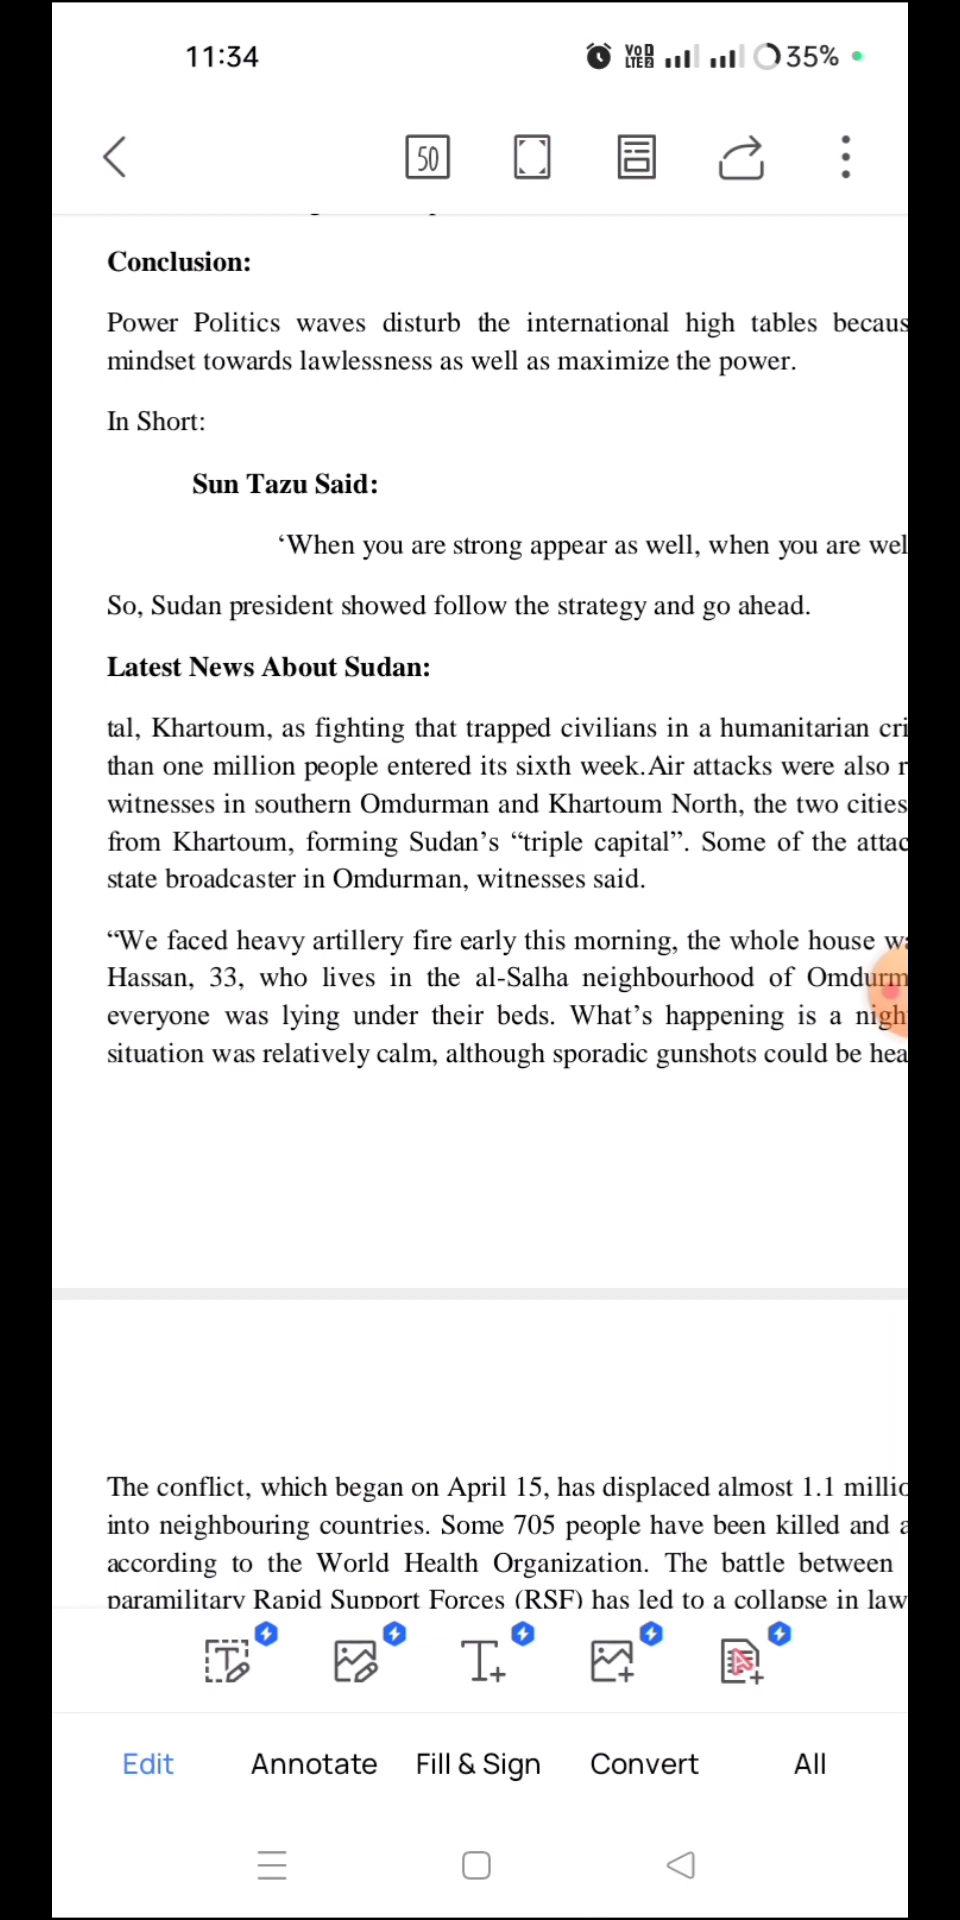 11:34
VoD
LTE2
35%
50
Conclusion:
Power Politics waves disturb the international high tables becaus
mindset towards lawlessness as well as maximize the power.
In Short:
Sun Tazu Said:
‘When you are strong appear as well, when you are wel
So, Sudan president showed follow the strategy and go ahead.
Latest News About Sudan:
tal, Khartoum, as fighting that trapped civilians in a humanitarian cri
than one million people entered its sixth week.Air attacks were also r
witnesses in southern Omdurman and Khartoum North, the two cities
from Khartoum, forming Sudan’s “triple capital”. Some of the attac
state broadcaster in Omdurman, witnesses said.
“We faced heavy artillery fire early this morning, the whole house wa
Hassan, 33, who lives in the al-Salha neighbourhood of Omdurm
everyone was lying under their beds. What’s happening is a nigh
situation was relatively calm, although sporadic gunshots could be hea
The conflict, which began on April 15, has displaced almost 1.1 millio
into neighbouring countries. Some 705 people have been killed and a
according to the World Health Organization. The battle between
paramilitary Rapid Support Forces (RSF) has led to a collapse in law
Edit Annotate Fill & Sign Convert All